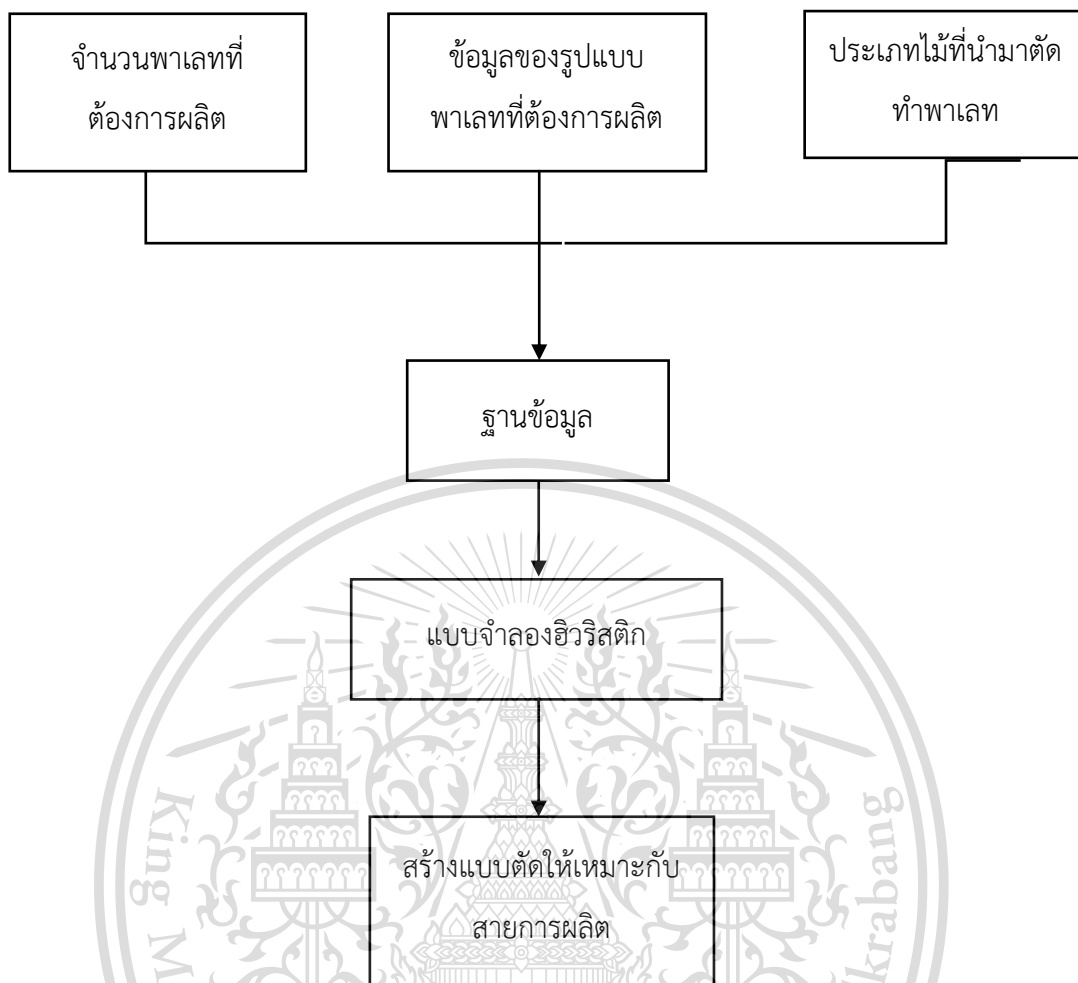 จำนวนพาเลทที่
ต้องการผลิต
ข้อมูลของรูปแบบ
พาเลทที่ต้องการผลิต
ประเภทไม้ที่นำมาตัด
ทำพาเลท
ฐานข้อมูล
แบบจำลองฮิวริสติก
สร้างแบบตัดให้เหมาะกับ
สายการผลิต
King M
krabang